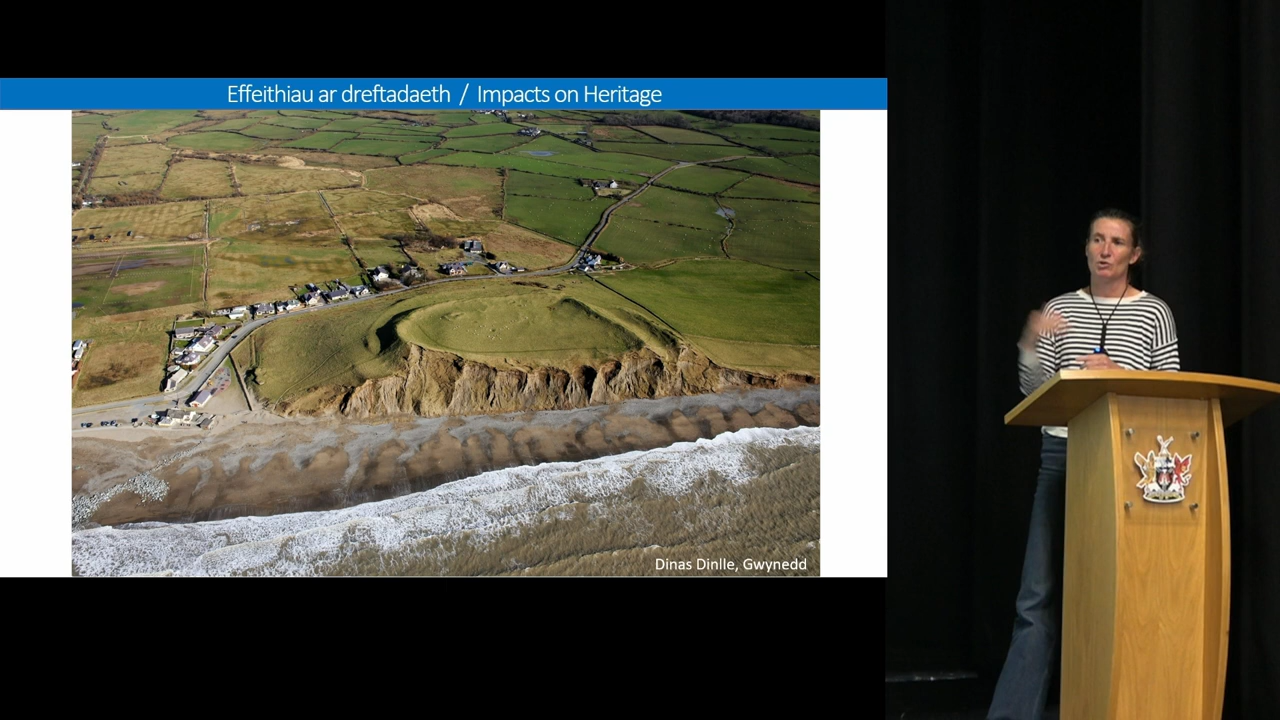 Effeithiau ar dreftadaeth / Impacts on Heritage
Dinas Dinlle, Gwynedd